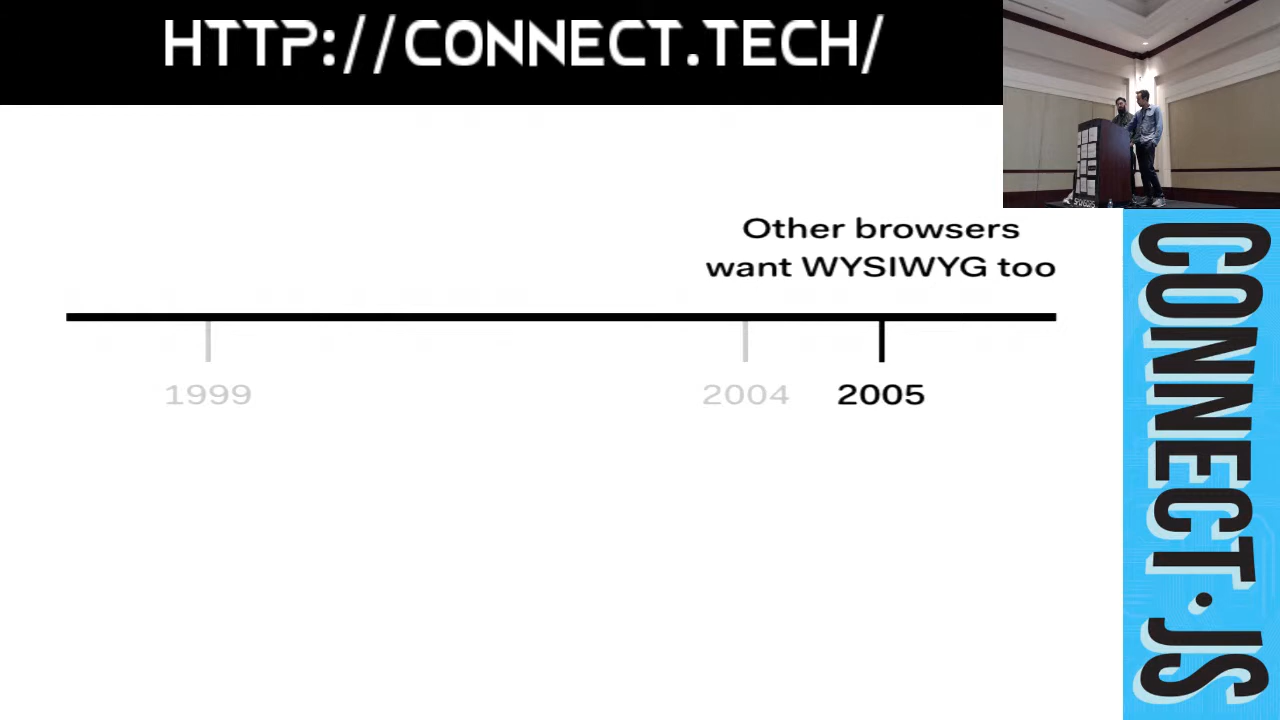 HTTP://CONNECT.TECH/
Other browsers
want WYSIWYG too
1999
2004
2005
CONNECT.JS